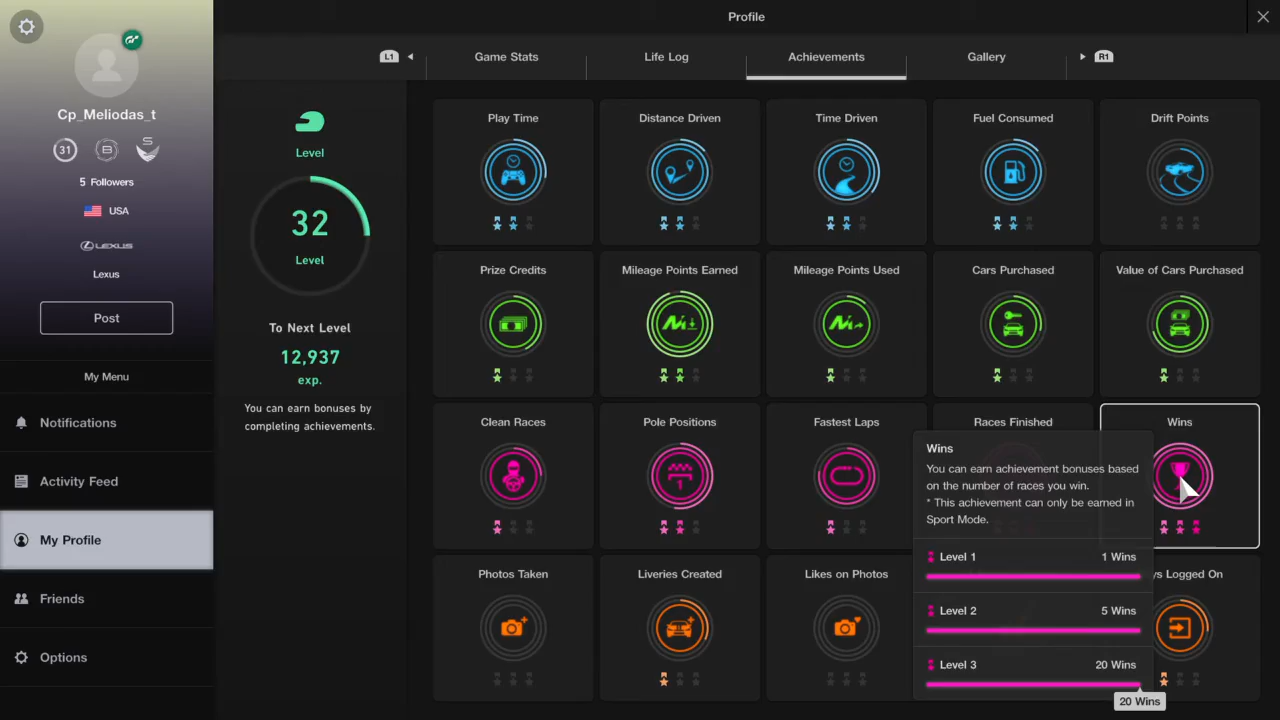 Profile
L1
Game Stats
Life Log
Achievements
Gallery
R1
Cp_Meliodas_t
31
B
S
5 Followers
USA
LEXUS
Lexus
Post
My Menu
Notifications
Activity Feed
My Profile
Friends
Options
Level
32
Level
To Next Level
12,937
exp.
You can earn bonuses by
completing achievements.
Play Time
Distance Driven
Time Driven
Fuel Consumed
Drift Points
Prize Credits
Mileage Points Earned
Mileage Points Used
Cars Purchased
Value of Cars Purchased
Clean Races
Pole Positions
1
Fastest Laps
Races Finished
Wins
Wins
You can earn achievement bonuses based
on the number of races you win.
* This achievement can only be earned in
Sport Mode.
Level 1
1 Wins
Level 2
5 Wins
Level 3
20 Wins
20 Wins
Photos Taken
Liveries Created
Likes on Photos
s Logged On